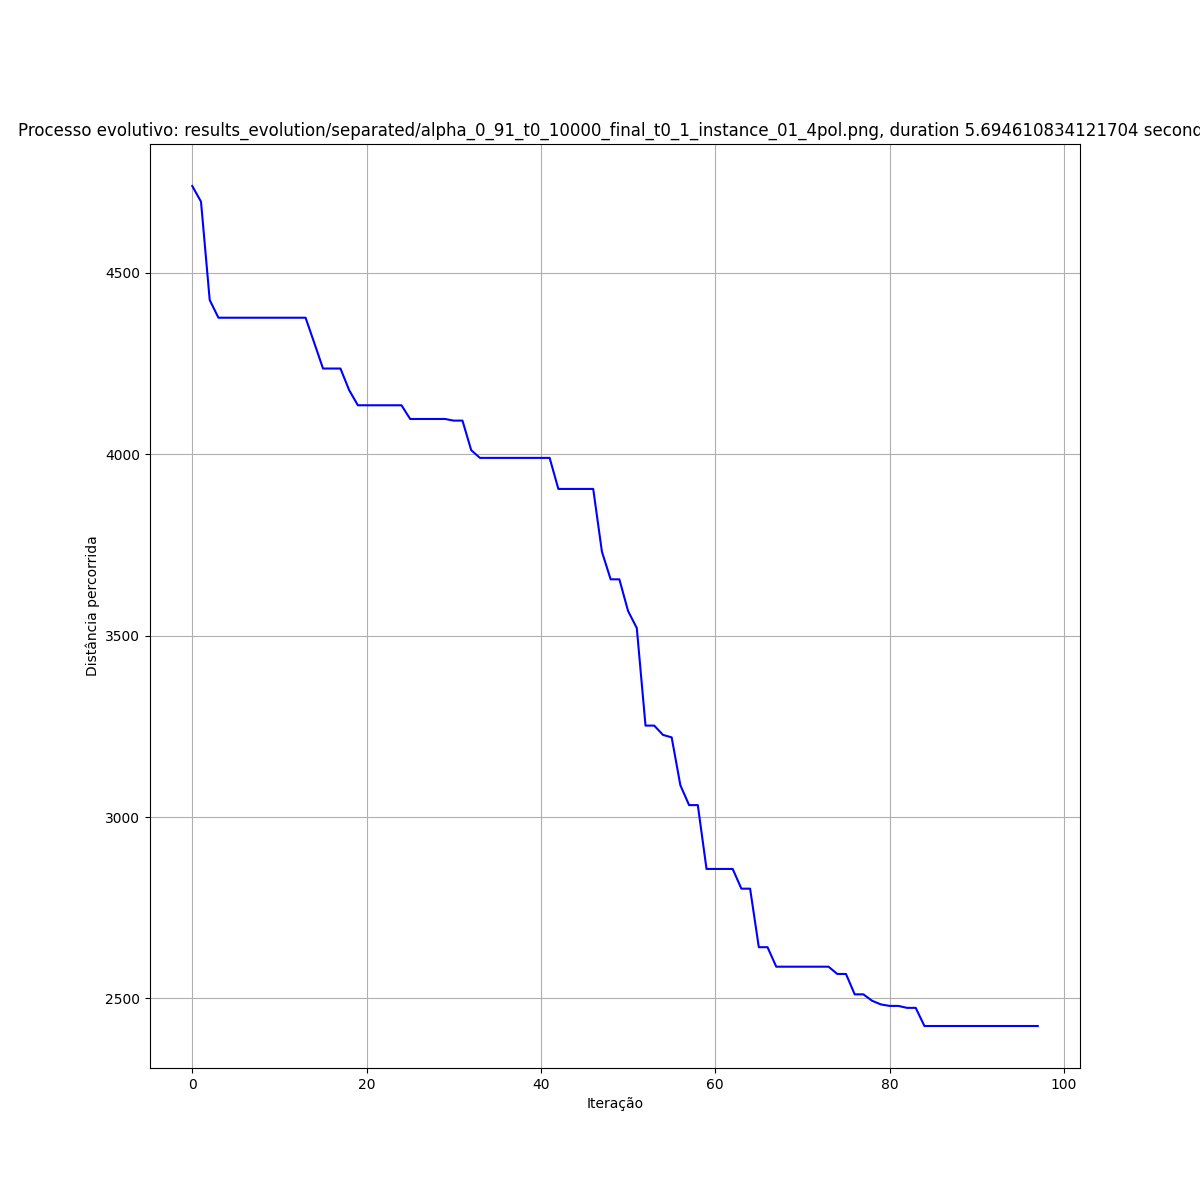 Processo evolutivo: results_evolution/separated/alpha_0_91_t0_10000_final_t0_1_instance_01_4pol.png, duration 5.694610834121704 second
4500
4000
3500
3000
2500
Distância percorrida
0 20 40 60 80 100
Iteração